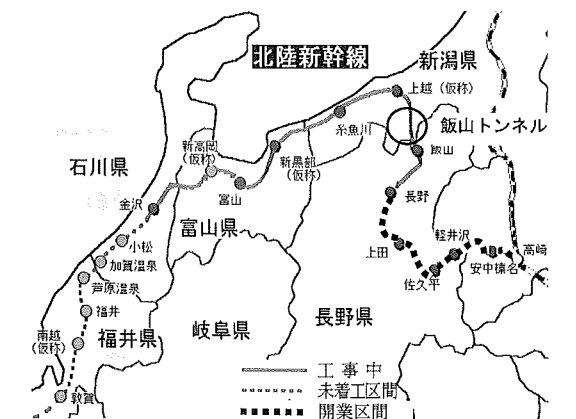 北陸新幹線
新潟県
上越（仮称）
糸魚川
飯山トンネル
飯山
新高岡
（仮称）
新黒部
（仮称）
石川県
金沢
富山
長野
富山県
小松
加賀温泉
芦原温泉
上田
軽井沢
高崎
安中榛名
佐久平
福井
南越
（仮称）
福井県
岐阜県
長野県
敦賀
工事中
未着工区間
開業区間